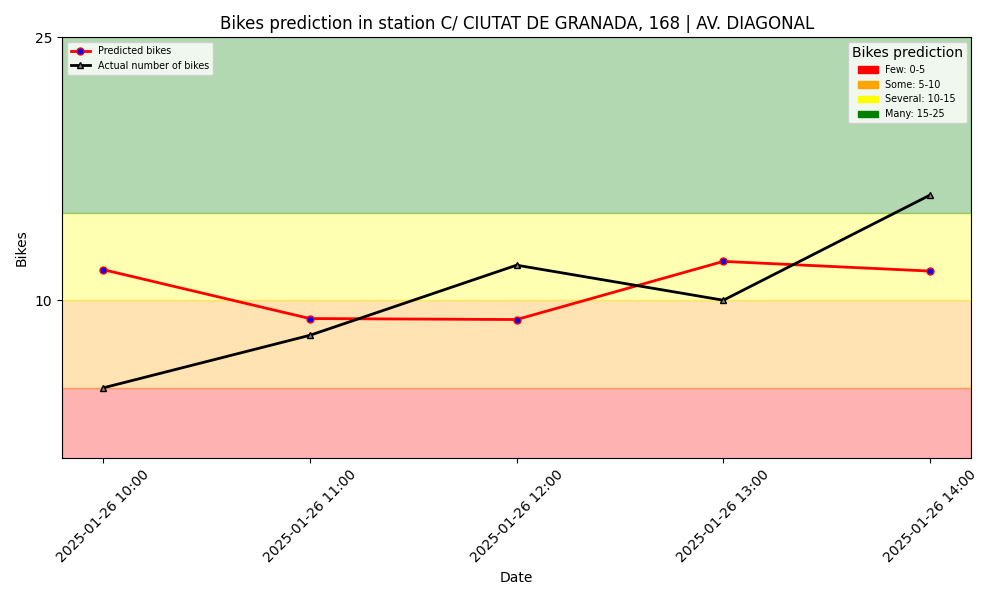 Bikes prediction in station C/ CIUTAT DE GRANADA, 168 | AV. DIAGONAL
25
10
Bikes
Predicted bikes
Actual number of bikes
Bikes prediction
Few: 0-5
Some: 5-10
Several: 10-15
Many: 15-25
2025-01-26 10:00
2025-01-26 11:00
2025-01-26 12:00
2025-01-26 13:00
2025-01-26 14:00
Date